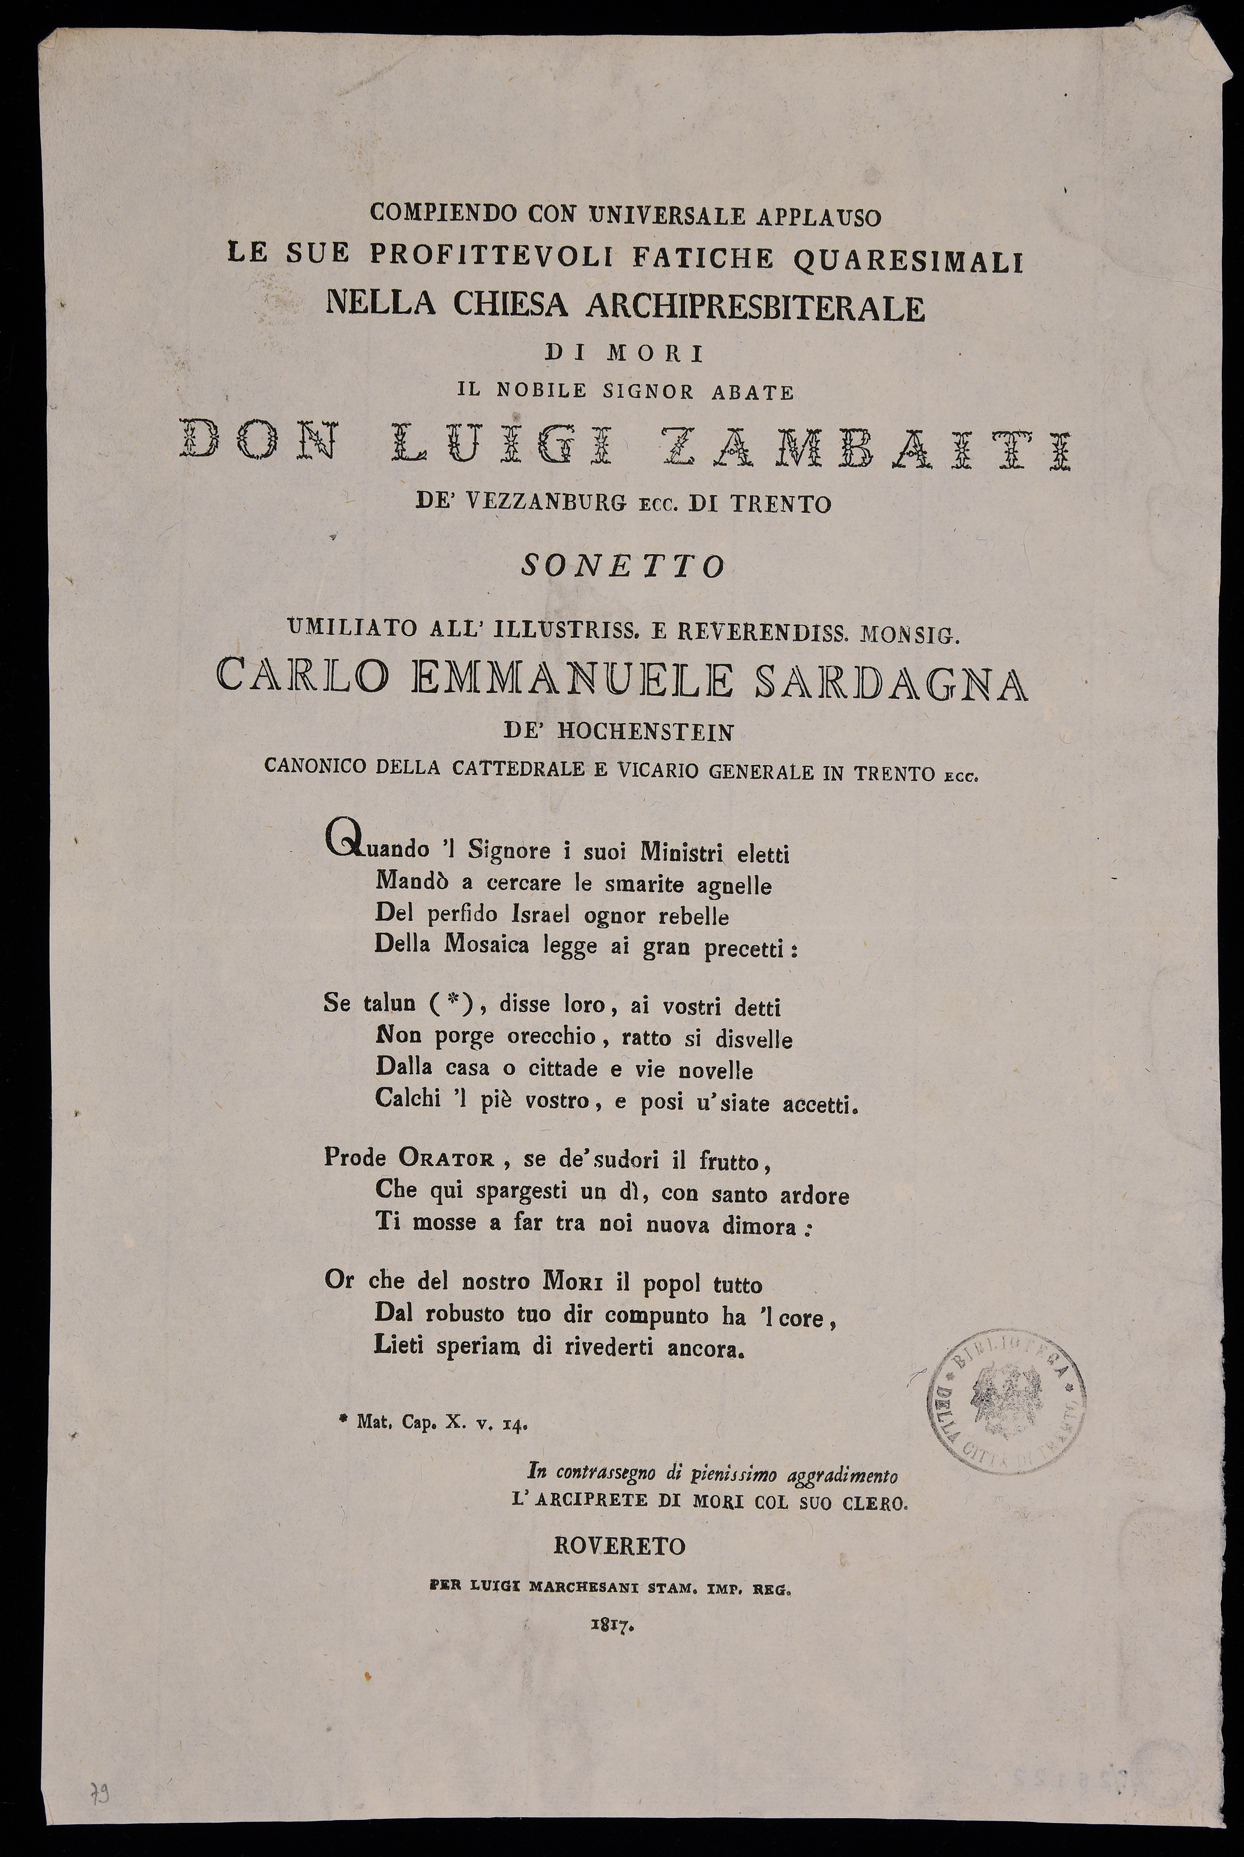 COMPIENDO CON UNIVERSALE APPLAUSO
LE SUE PROFITTEVOLI FATICHE QUARESIMALI
NELLA CHIESA ARCHIPRESBITERALE
DI MORI
IL NOBILE SIGNOR ABATE
DON LUIGI ZAMBAITI
DE' VEZZANBURG ECC. DI TRENTO
SONETTO
UMILIATO ALL' ILLUSTRISS. E REVERENDISS. MONSIG.
CARLO EMMANUELE SARDAGNA
DE' HOCHENSTEIN
CANONICO DELLA CATTEDRALE E VICARIO GENERALE IN TRENTO ECC.
Quando 'l Signore i suoi Ministri eletti
Mandò a cercare le smarite agnelle
Del perfido Israel ognor rebelle
Della Mosaica legge ai gran precetti :
Se talun (*), disse loro, ai vostri detti
Non porge orecchio, ratto si disvelle
Dalla casa o cittade e vie novelle
Calchi 'l piè vostro, e posi u' siate accetti.
Prode ORATOR, se de' sudori il frutto,
Che qui spargesti un dì, con santo ardore
Ti mosse a far tra noi nuova dimora :
Or che del nostro MORI il popol tutto
Dal robusto tuo dir compunto ha 'l core,
Lieti speriam di rivederti ancora.
* Mat. Cap. X. v. 14.
In contrassegno di pienissimo aggradimento
L' ARCIPRETE DI MORI COL SUO CLERO.
ROVERETO
PER LUIGI MARCHESANI STAM. IMP. REG.
1817.
* BIBLIOTECA *
DELLA CITTÀ DI TRENTO
79